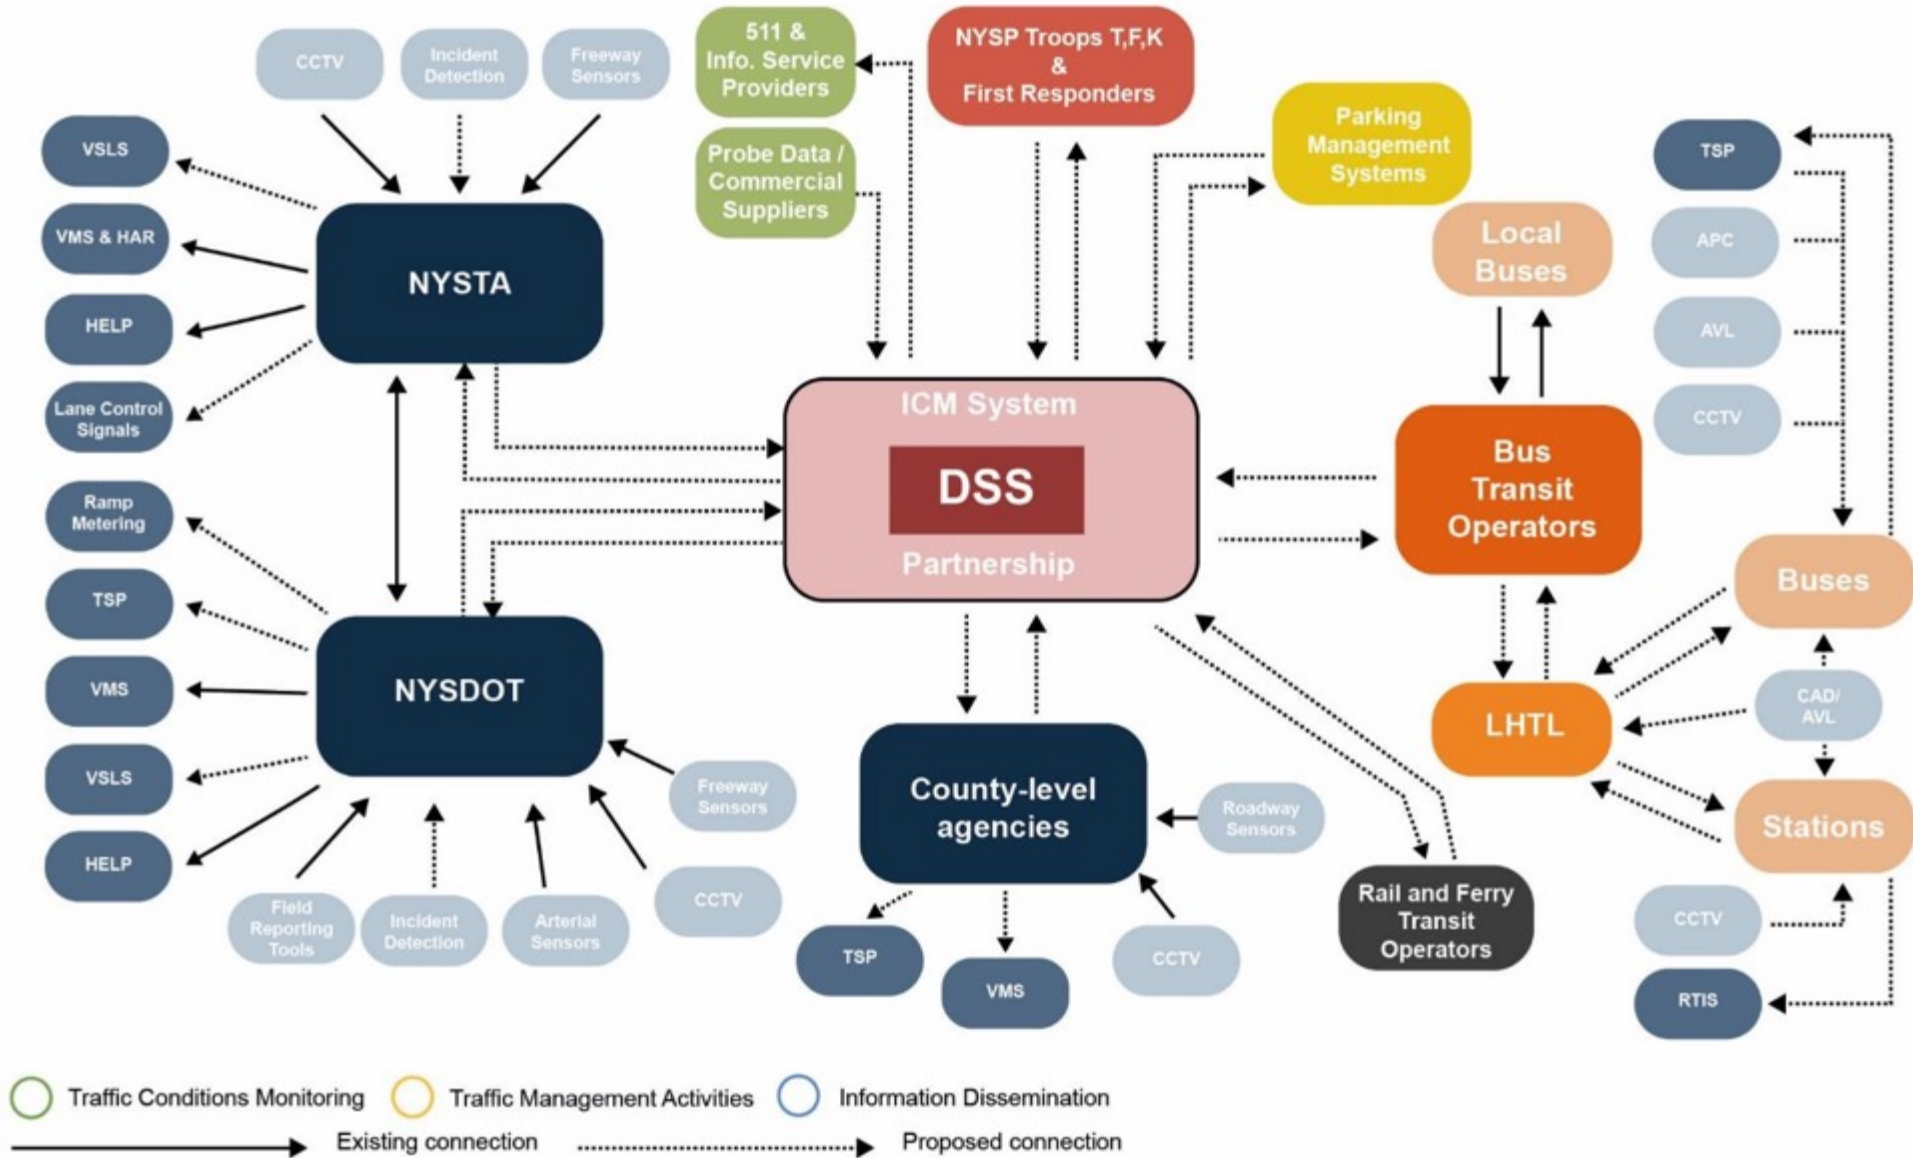 CCTV
Incident
Detection
Freeway
Sensors
511 &
Info. Service
Providers
NYSP Troops T,F,K
&
First Responders
Parking
Management
Systems
Probe Data /
Commercial
Suppliers
VSLS
VMS & HAR
HELP
Lane Control
Signals
NYSTA
Local
Buses
TSP
APC
AVL
CCTV
ICM System
DSS
Partnership
Bus
Transit
Operators
Ramp
Metering
TSP
VMS
VSLS
HELP
NYSDOT
Freeway
Sensors
CCTV
Field
Reporting
Tools
Incident
Detection
Arterial
Sensors
County-level
agencies
Roadway
Sensors
TSP
VMS
CCTV
Rail and Ferry
Transit
Operators
LHTL
Buses
CAD/
AVL
Stations
CCTV
RTIS
Traffic Conditions Monitoring
Traffic Management Activities
Information Dissemination
Existing connection
Proposed connection